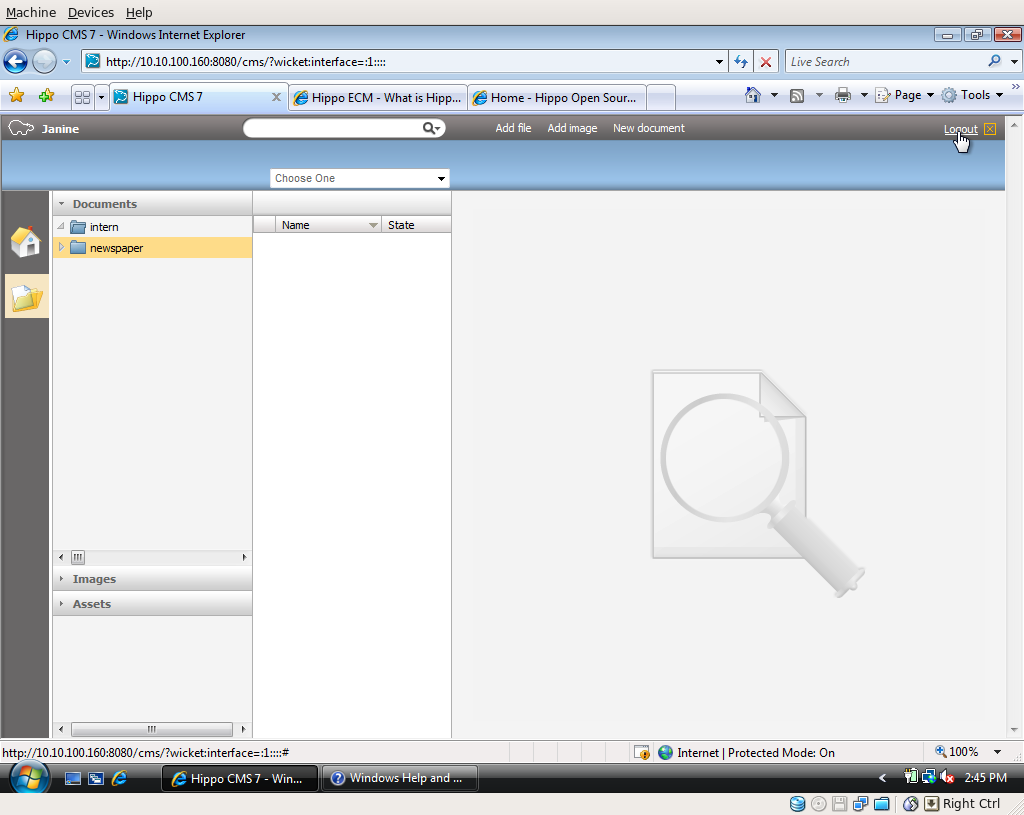 Machine Devices Help
Hippo CMS 7 - Windows Internet Explorer
http://10.10.100.160:8080/cms/?wicket:interface=:1:::: Live Search
Hippo CMS 7 Hippo ECM - What is Hipp... Home - Hippo Open Sour... Page Tools
Janine Add file Add image New document Logout
Choose One
Documents
Name State
intern
newspaper
Images
Assets
http://10.10.100.160:8080/cms/?wicket:interface=:1::::# Internet | Protected Mode: On 100%
Hippo CMS 7 - Win... Windows Help and ... 2:45 PM
Right Ctrl